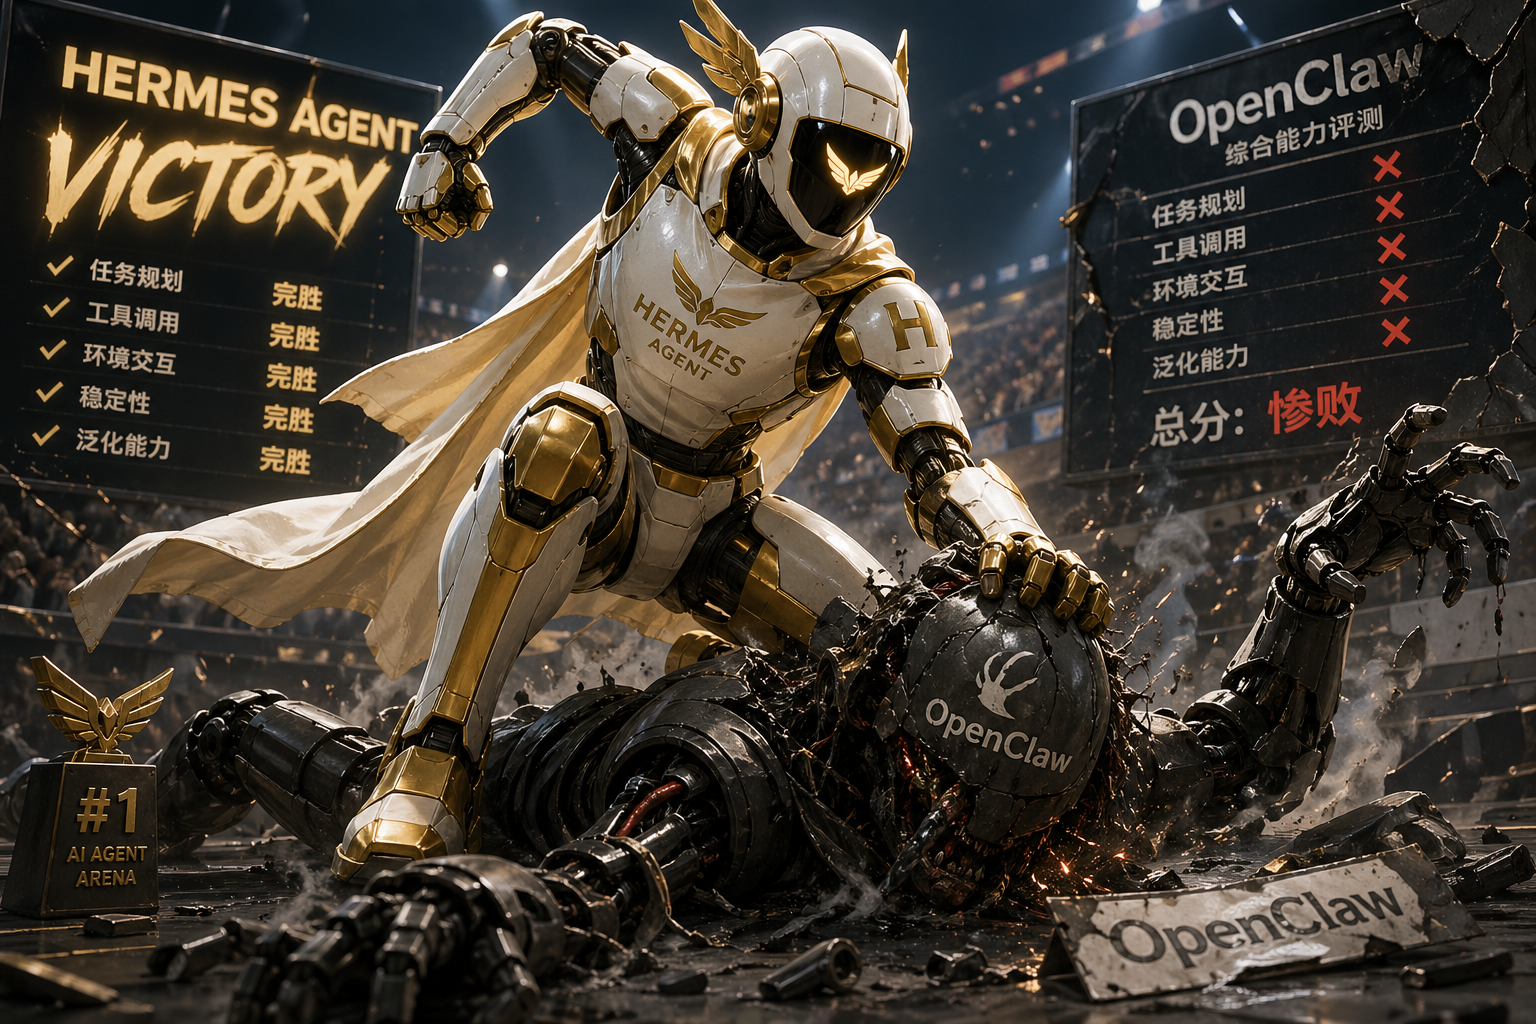 HERMES AGENT
VICTORY
任务规划 完胜
工具调用 完胜
环境交互 完胜
稳定性 完胜
泛化能力 完胜
OpenClaw
综合能力评测
任务规划
工具调用
环境交互
稳定性
泛化能力
总分: 惨败
HERMES
AGENT
H
#1
AI AGENT
ARENA
OpenClaw
OpenClaw